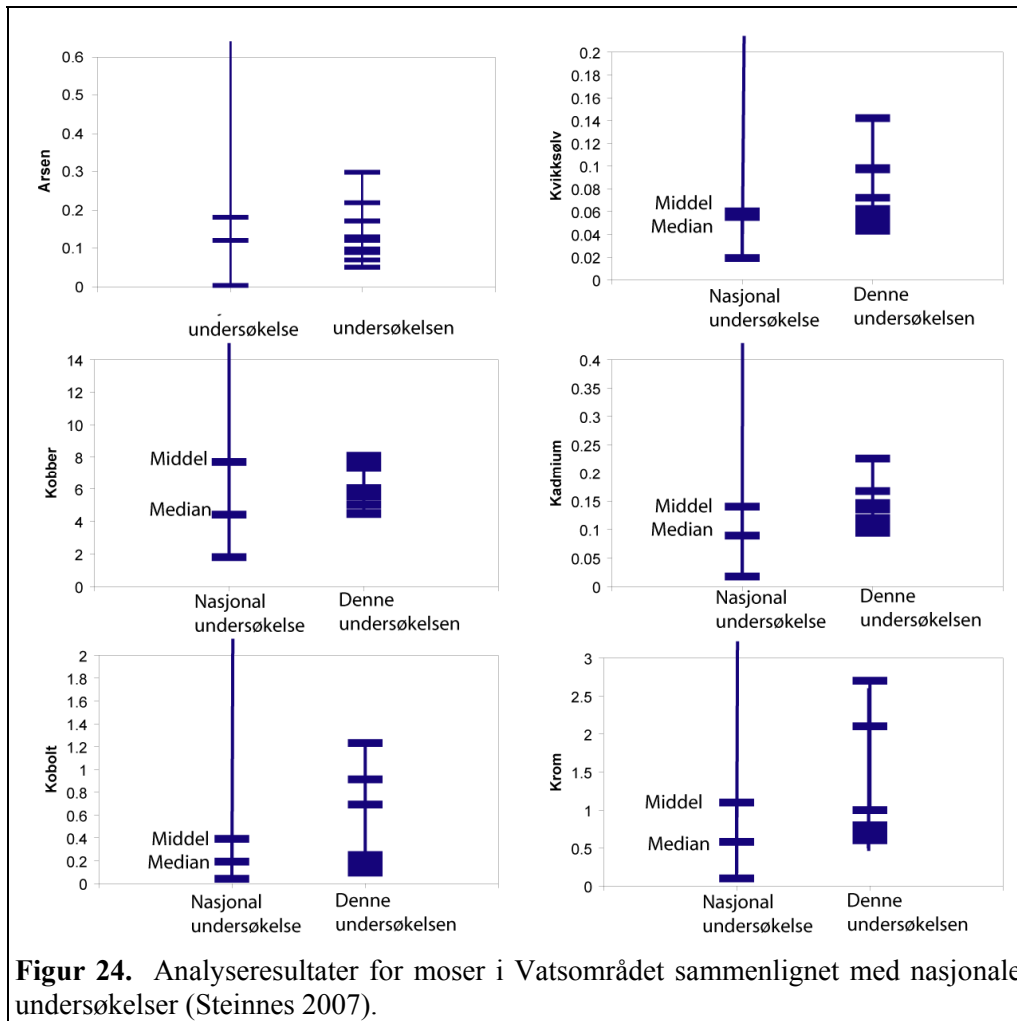 0.6
0.5
0.4
0.3
0.2
0.1
0
Arsen
undersøkelse
undersøkelsen
0.2
0.18
0.16
0.14
0.12
0.1
0.08
0.06
0.04
0.02
0
Kvikksølv
Middel
Median
Nasjonal
undersøkelse
Denne
undersøkelsen
14
12
10
8
6
4
2
0
Kobber
Middel
Median
Nasjonal
undersøkelse
Denne
undersøkelsen
0.4
0.35
0.3
0.25
0.2
0.15
0.1
0.05
0
Kadmium
Middel
Median
Nasjonal
undersøkelse
Denne
undersøkelsen
2
1.8
1.6
1.4
1.2
1
0.8
0.6
0.4
0.2
0
Kobolt
Middel
Median
Nasjonal
undersøkelse
Denne
undersøkelsen
3
2.5
2
1.5
1
0.5
0
Krom
Middel
Median
Nasjonal
undersøkelse
Denne
undersøkelsen
Figur 24. Analyseresultater for moser i Vatsområdet sammenlignet med nasjonale
undersøkelser (Steinnes 2007).